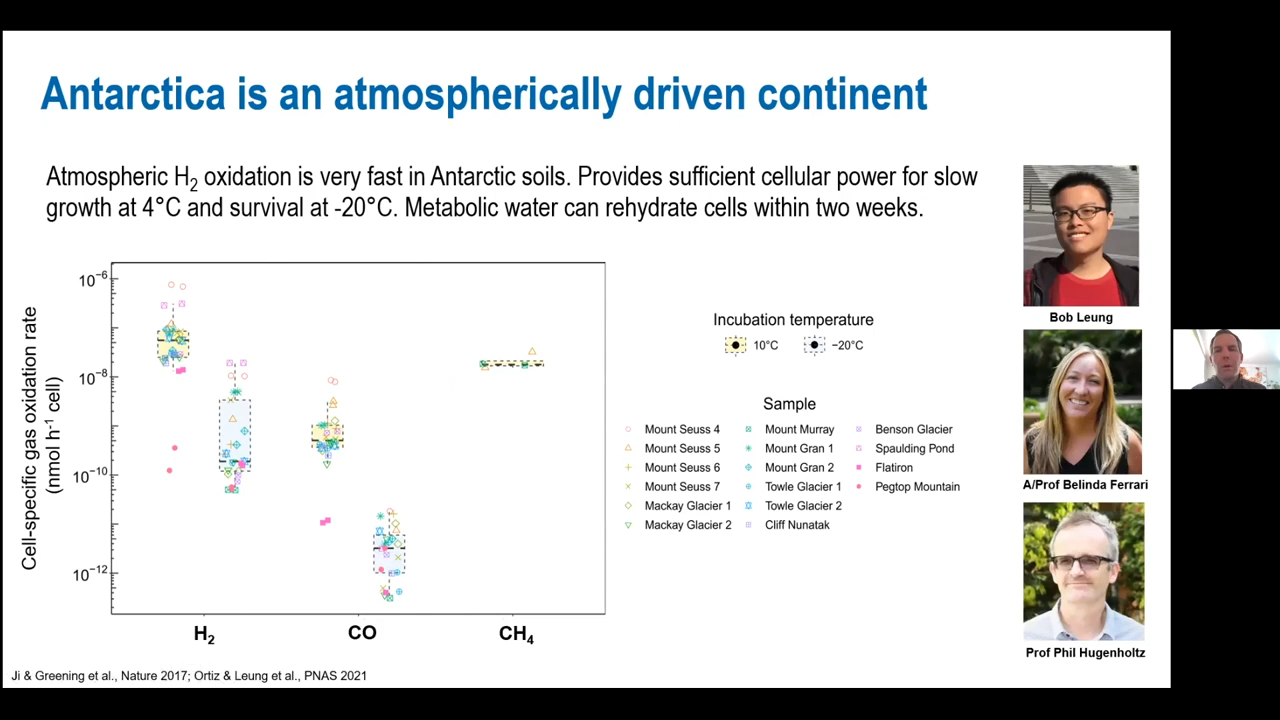 Antarctica is an atmospherically driven continent
Atmospheric H₂ oxidation is very fast in Antarctic soils. Provides sufficient cellular power for slow
growth at 4°C and survival at -20°C. Metabolic water can rehydrate cells within two weeks.
Cell-specific gas oxidation rate
(nmol h⁻¹ cell)
10⁻⁶
10⁻⁸
10⁻¹⁰
10⁻¹²
H₂
CO
CH₄
Incubation temperature
10°C
−20°C
Sample
Mount Seuss 4
Mount Seuss 5
Mount Seuss 6
Mount Seuss 7
Mackay Glacier 1
Mackay Glacier 2
Mount Murray
Mount Gran 1
Mount Gran 2
Towle Glacier 1
Towle Glacier 2
Cliff Nunatak
Benson Glacier
Spaulding Pond
Flatiron
Pegtop Mountain
Bob Leung
A/Prof Belinda Ferrari
Prof Phil Hugenholtz
Ji & Greening et al., Nature 2017; Ortiz & Leung et al., PNAS 2021